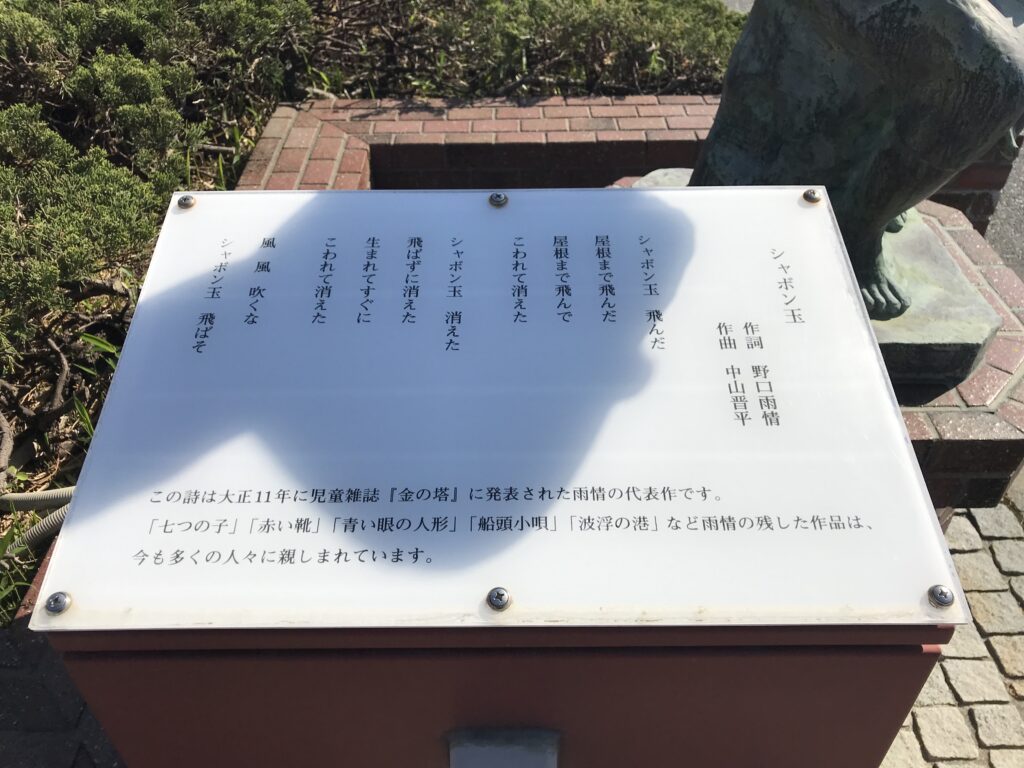 シャボン玉
作詞 野口雨情
作曲 中山晋平
シャボン玉 飛んだ
屋根まで飛んだ
屋根まで飛んで
こわれて消えた
シャボン玉 消えた
飛ばずに消えた
生まれてすぐに
こわれて消えた
風 風 吹くな
シャボン玉 飛ばそ
この詩は大正11年に児童雑誌『金の塔』に発表された雨情の代表作です。
「七つの子」「赤い靴」「青い眼の人形」「船頭小唄」「波浮の港」など雨情の残した作品は、
今も多くの人々に親しまれています。